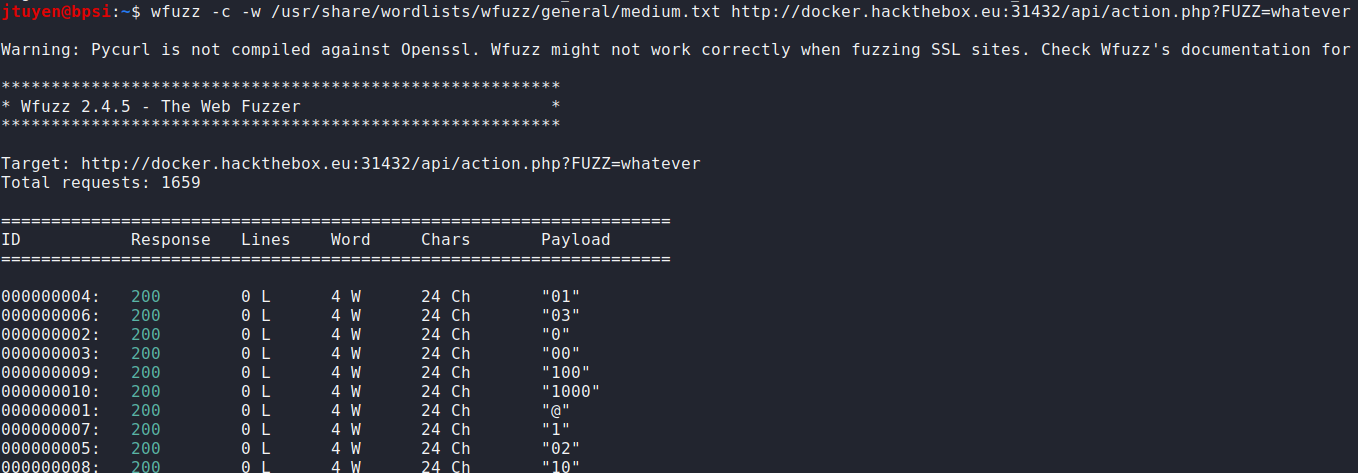 jtuyen@bpsi:~$ wfuzz -c -w /usr/share/wordlists/wfuzz/general/medium.txt http://docker.hackthebox.eu:31432/api/action.php?FUZZ=whatever
Warning: Pycurl is not compiled against Openssl. Wfuzz might not work correctly when fuzzing SSL sites. Check Wfuzz's documentation for
********************************************************
* Wfuzz 2.4.5 - The Web Fuzzer                         *
********************************************************
Target: http://docker.hackthebox.eu:31432/api/action.php?FUZZ=whatever
Total requests: 1659
===================================================================
ID           Response   Lines    Word     Chars       Payload
===================================================================
000000004:   200        0 L      4 W      24 Ch       "01"
000000006:   200        0 L      4 W      24 Ch       "03"
000000002:   200        0 L      4 W      24 Ch       "0"
000000003:   200        0 L      4 W      24 Ch       "00"
000000009:   200        0 L      4 W      24 Ch       "100"
000000010:   200        0 L      4 W      24 Ch       "1000"
000000001:   200        0 L      4 W      24 Ch       "@"
000000007:   200        0 L      4 W      24 Ch       "1"
000000005:   200        0 L      4 W      24 Ch       "02"
000000008:   200        0 L      4 W      24 Ch       "10"